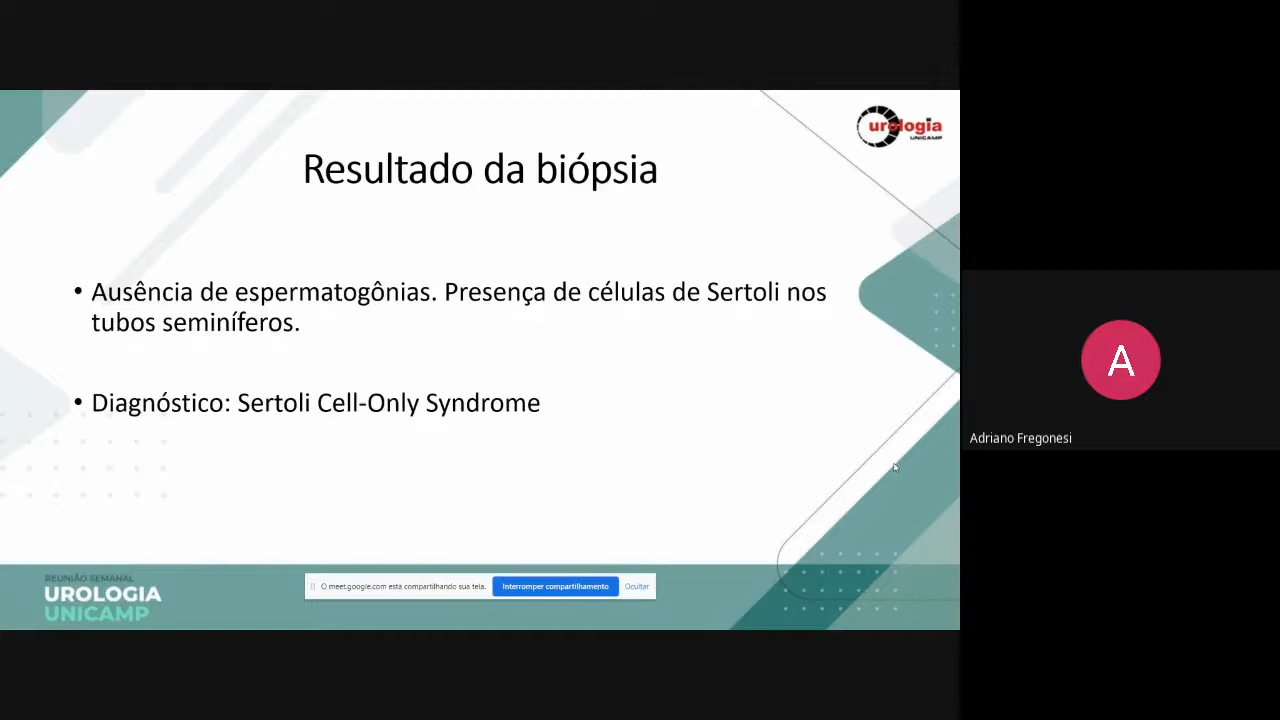 urologia
UNICAMP
Resultado da biópsia
• Ausência de espermatogônias. Presença de células de Sertoli nos
tubos seminíferos.
• Diagnóstico: Sertoli Cell-Only Syndrome
A
Adriano Fregonesi
REUNIÃO SEMANAL
UROLOGIA
UNICAMP
O meet.google.com está compartilhando sua tela. Interromper compartilhamento Ocultar